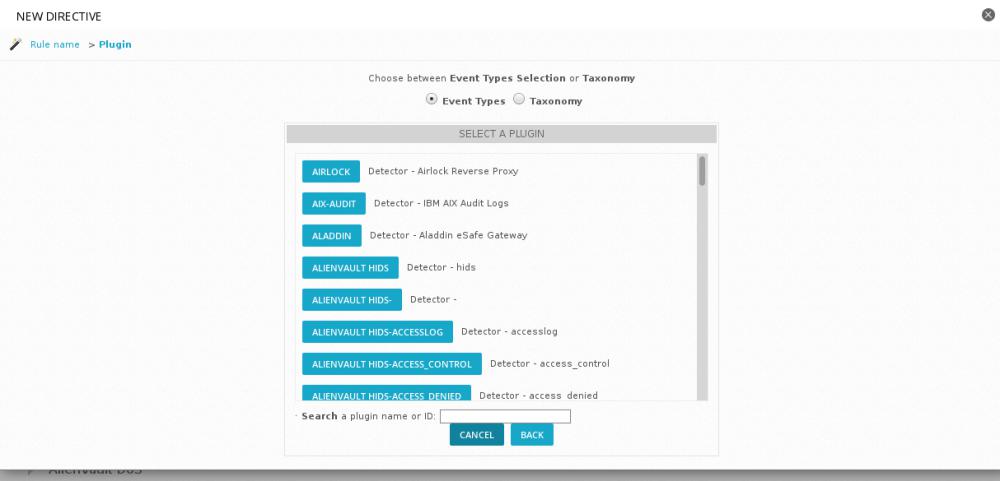 NEW DIRECTIVE
Rule name > Plugin
Choose between Event Types Selection or Taxonomy
Event Types Taxonomy
SELECT A PLUGIN
AIRLOCK Detector - Airlock Reverse Proxy
AIX-AUDIT Detector - IBM AIX Audit Logs
ALADDIN Detector - Aladdin eSafe Gateway
ALIENVAULT HIDS Detector - hids
ALIENVAULT HIDS- Detector -
ALIENVAULT HIDS-ACCESSLOG Detector - accesslog
ALIENVAULT HIDS-ACCESS_CONTROL Detector - access_control
ALIENVAULT HIDS-ACCESS_DENIED Detector - access_denied
· Search a plugin name or ID:
CANCEL BACK
AlienVault DoS